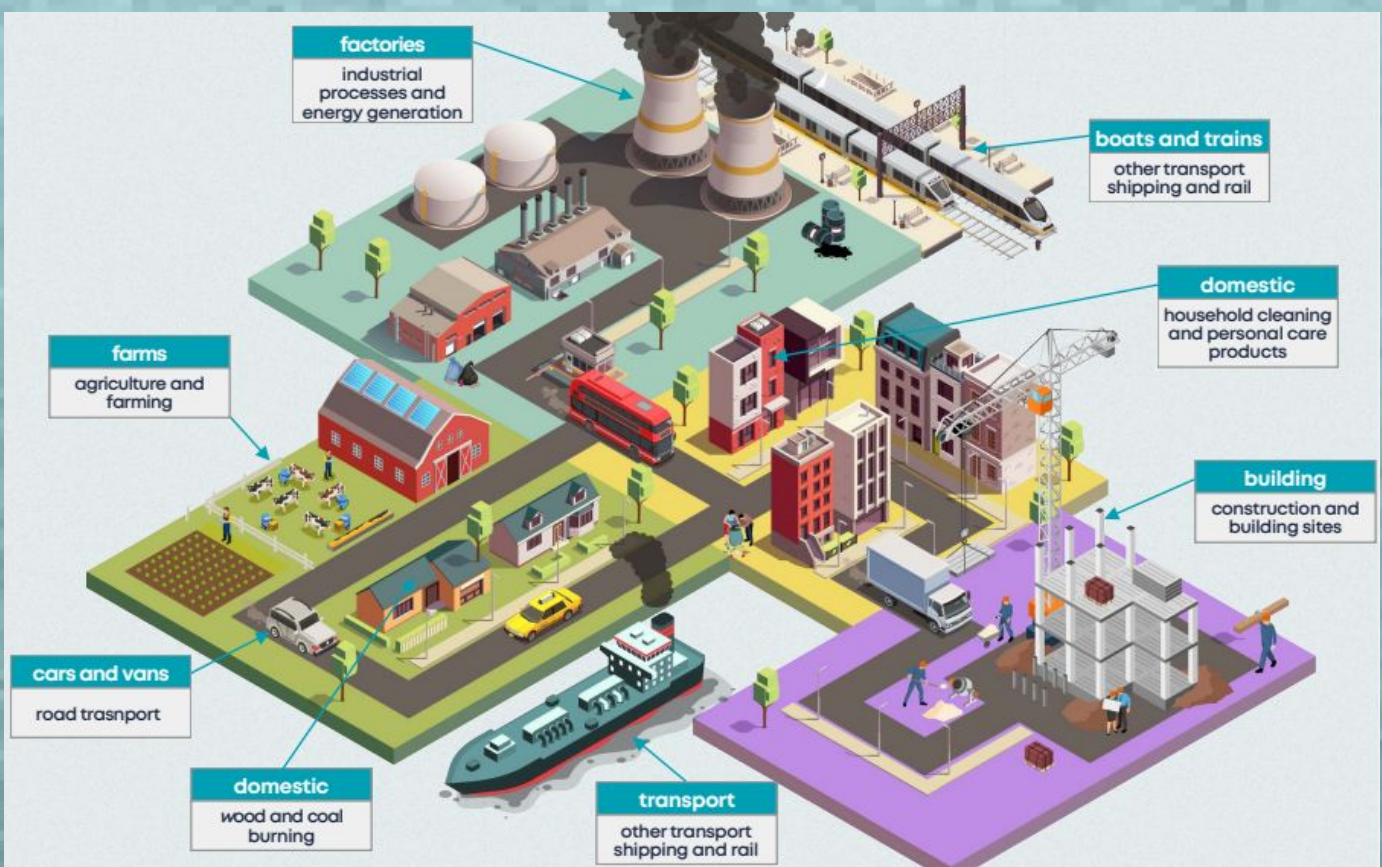 factories
industrial
processes and
energy generation
boats and trains
other transport
shipping and rail
domestic
household cleaning
and personal care
products
farms
agriculture and
farming
building
construction and
building sites
cars and vans
road trasnport
domestic
wood and coal
burning
transport
other transport
shipping and rail